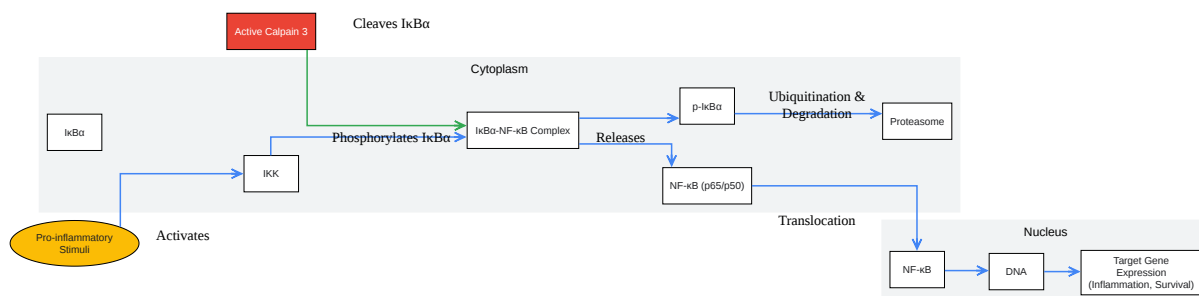 Active Calpain 3
Cleaves IκBα
Cytoplasm
IκBα
Phosphorylates IκBα
IκBα-NF-κB Complex
Releases
p-IκBα
Ubiquitination &
Degradation
Proteasome
IKK
NF-κB (p65/p50)
Pro-inflammatory
Stimuli
Activates
Translocation
Nucleus
NF-κB
DNA
Target Gene
Expression
(Inflammation, Survival)